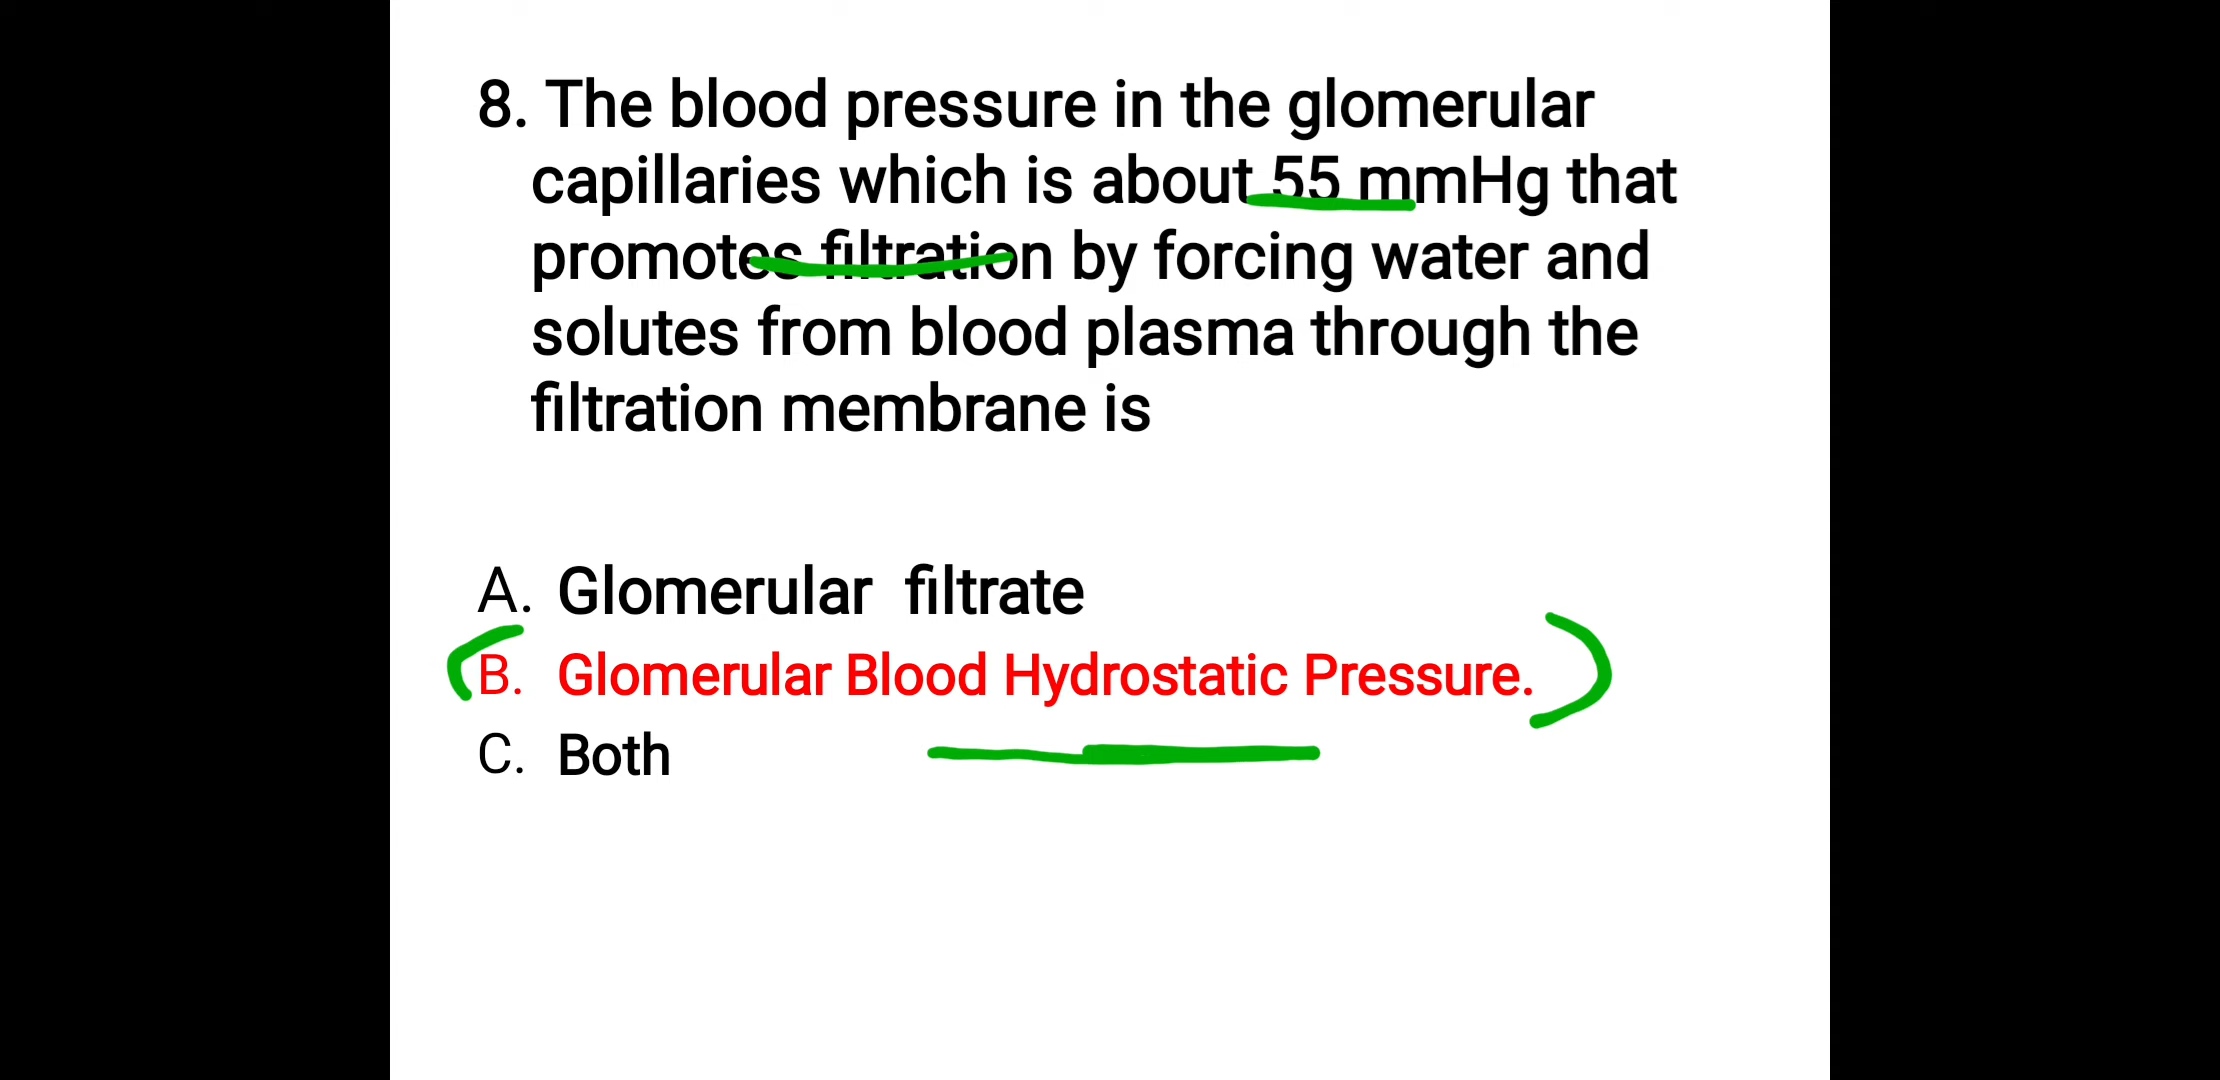 8. The blood pressure in the glomerular
capillaries which is about 55 mmHg that
promotes filtration by forcing water and
solutes from blood plasma through the
filtration membrane is
A. Glomerular filtrate
B. Glomerular Blood Hydrostatic Pressure.
C. Both